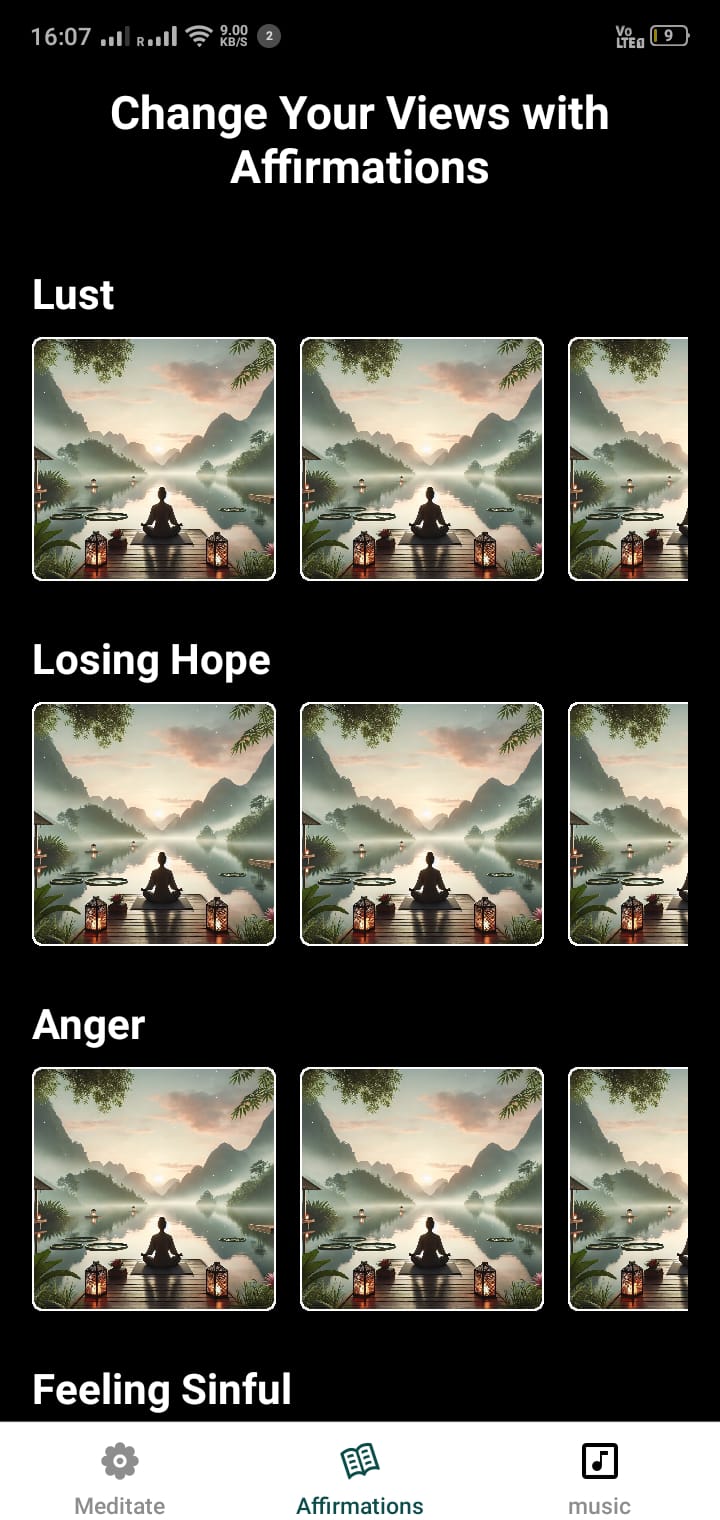 16:07 R 9.00 KB/S 2 Vo LTE1 9
Change Your Views with
Affirmations
Lust
Losing Hope
Anger
Feeling Sinful
Meditate Affirmations music